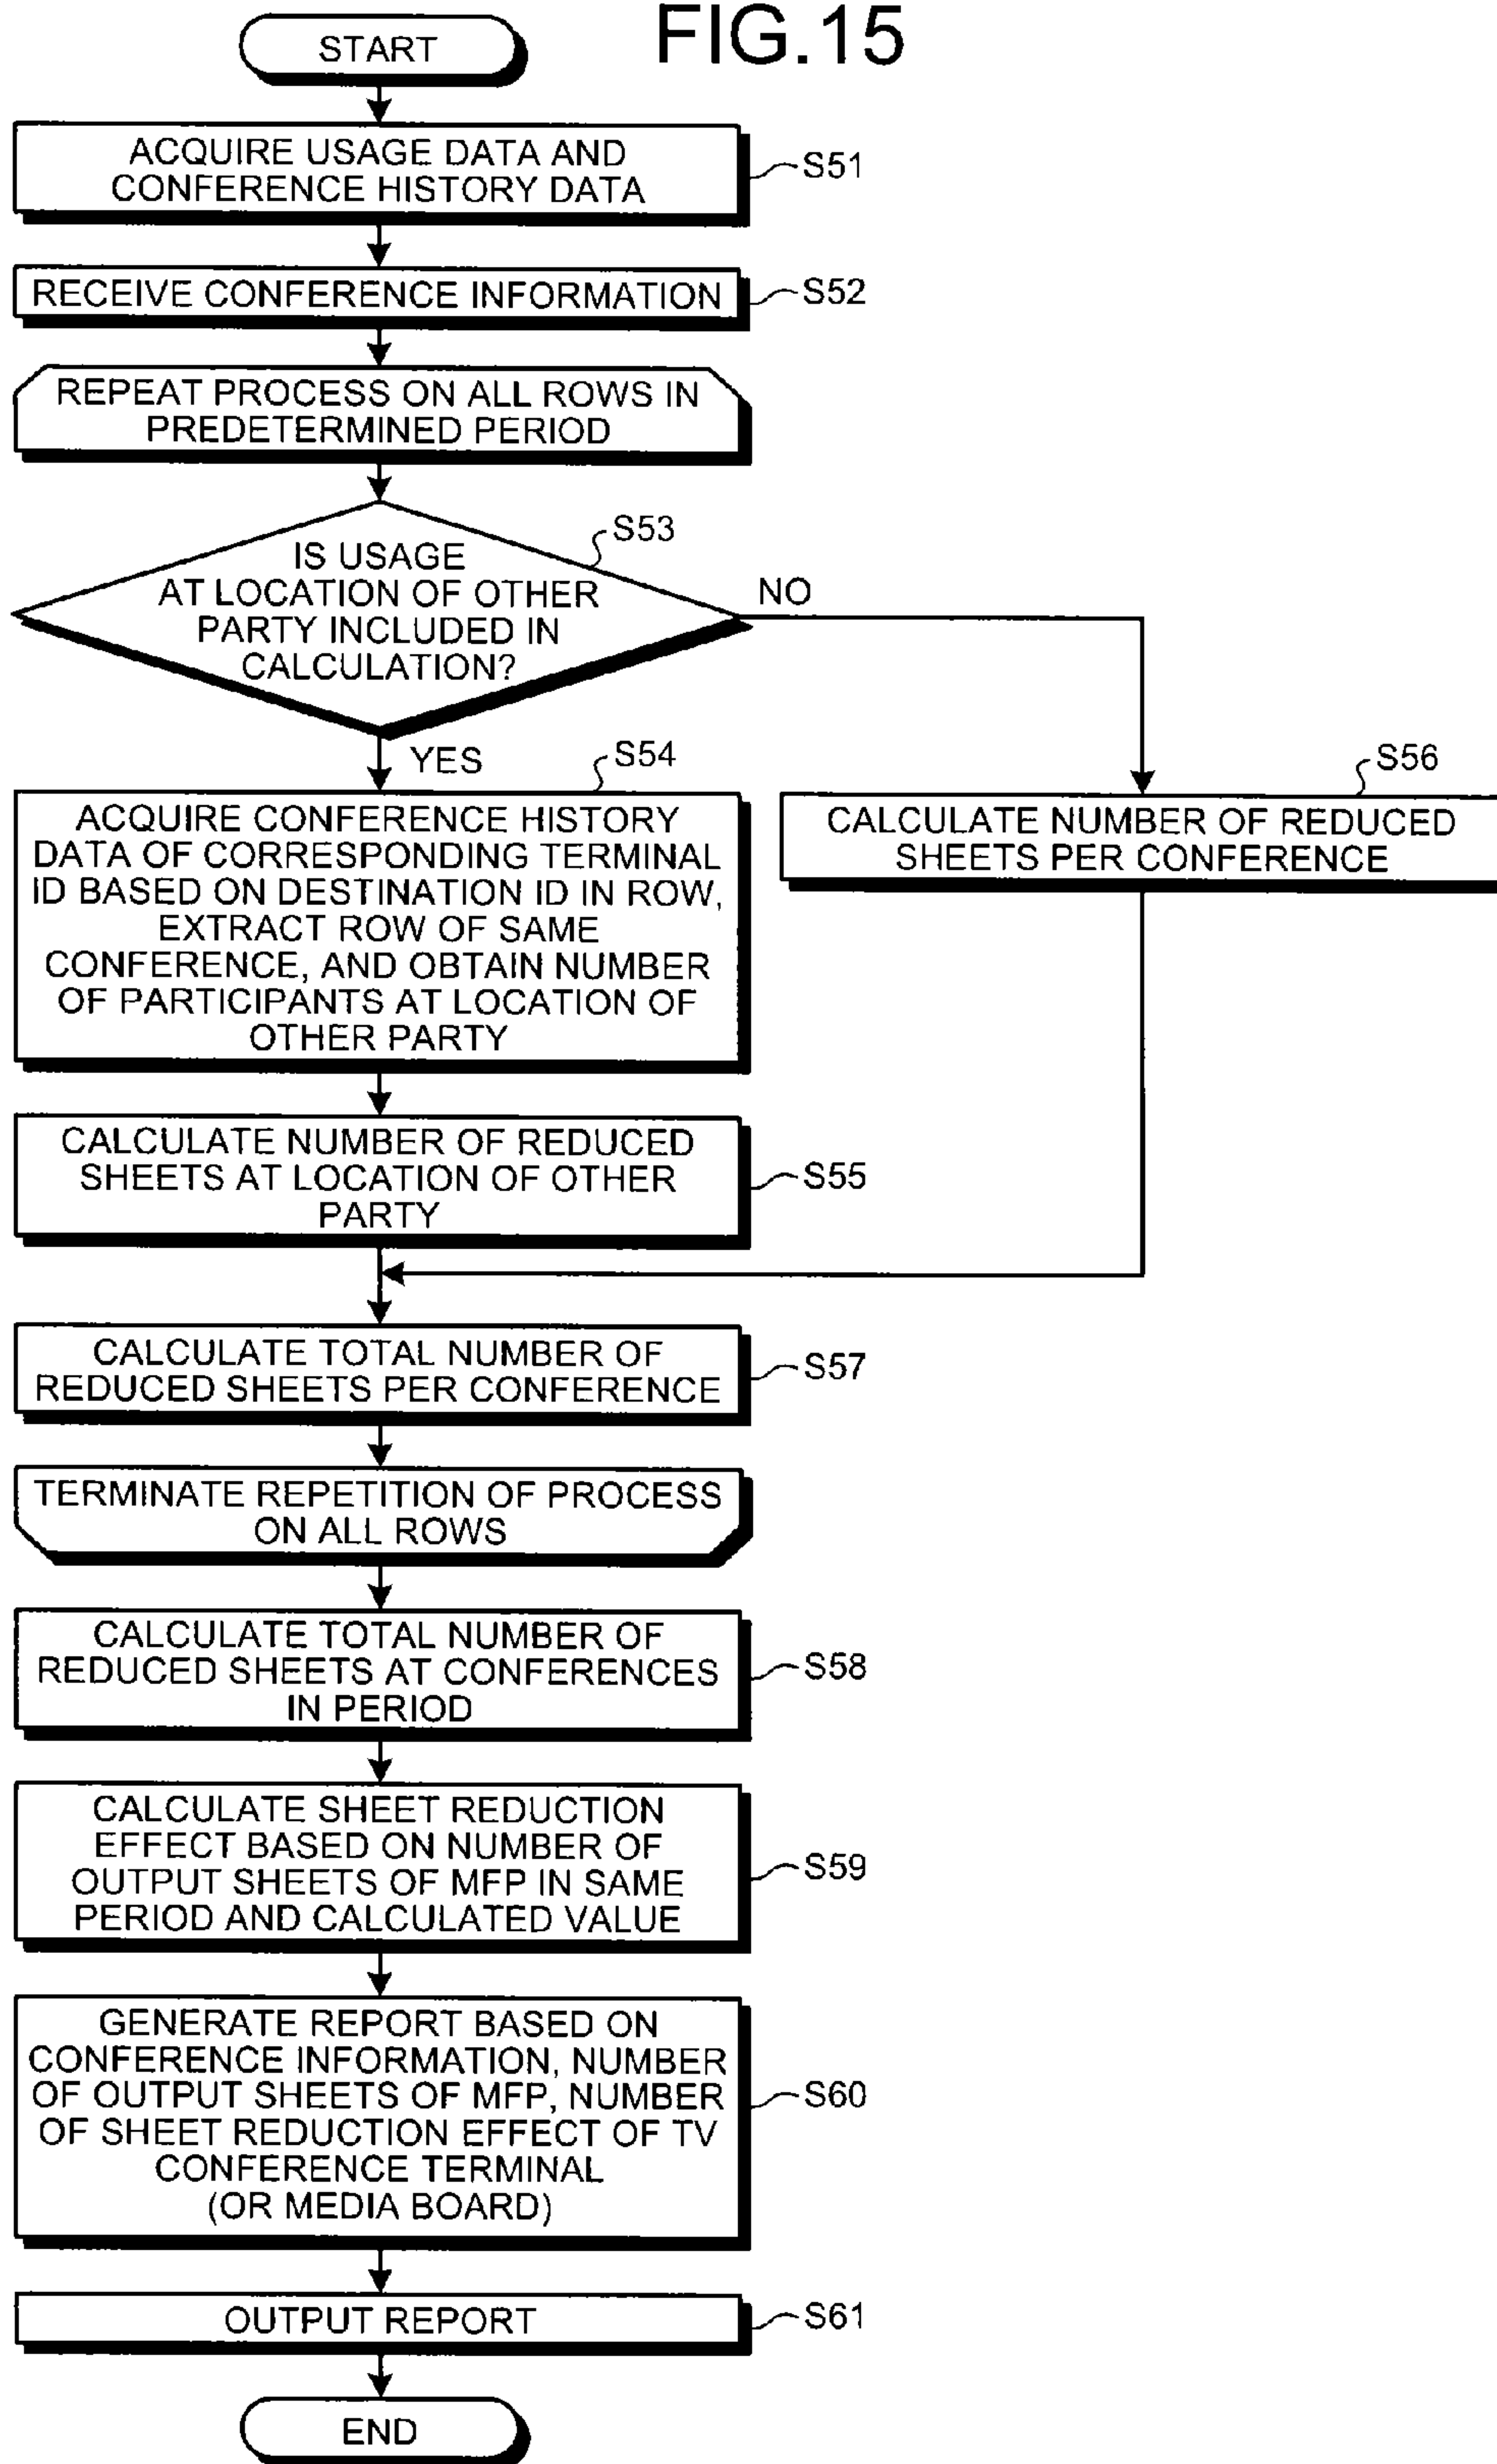 FIG.15
START
ACQUIRE USAGE DATA AND
CONFERENCE HISTORY DATA
S51
RECEIVE CONFERENCE INFORMATION
S52
REPEAT PROCESS ON ALL ROWS IN
PREDETERMINED PERIOD
S53
IS USAGE
AT LOCATION OF OTHER
PARTY INCLUDED IN
CALCULATION?
NO
YES
S54
ACQUIRE CONFERENCE HISTORY
DATA OF CORRESPONDING TERMINAL
ID BASED ON DESTINATION ID IN ROW,
EXTRACT ROW OF SAME
CONFERENCE, AND OBTAIN NUMBER
OF PARTICIPANTS AT LOCATION OF
OTHER PARTY
S56
CALCULATE NUMBER OF REDUCED
SHEETS PER CONFERENCE
CALCULATE NUMBER OF REDUCED
SHEETS AT LOCATION OF OTHER
PARTY
S55
CALCULATE TOTAL NUMBER OF
REDUCED SHEETS PER CONFERENCE
S57
TERMINATE REPETITION OF PROCESS
ON ALL ROWS
CALCULATE TOTAL NUMBER OF
REDUCED SHEETS AT CONFERENCES
IN PERIOD
S58
CALCULATE SHEET REDUCTION
EFFECT BASED ON NUMBER OF
OUTPUT SHEETS OF MFP IN SAME
PERIOD AND CALCULATED VALUE
S59
GENERATE REPORT BASED ON
CONFERENCE INFORMATION, NUMBER
OF OUTPUT SHEETS OF MFP, NUMBER
OF SHEET REDUCTION EFFECT OF TV
CONFERENCE TERMINAL
(OR MEDIA BOARD)
S60
OUTPUT REPORT
S61
END